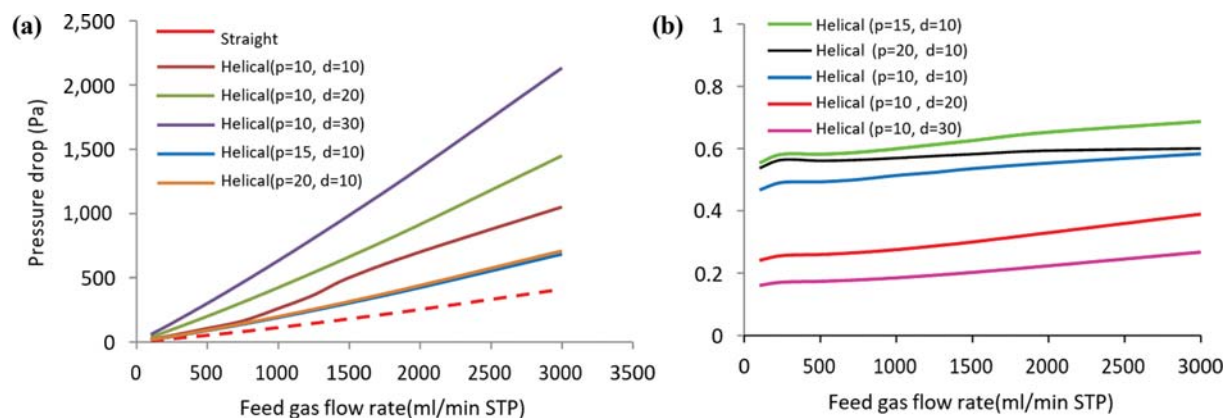 (a)
Pressure drop (Pa)
2,500
2,000
1,500
1,000
500
0
Straight
Helical(p=10, d=10)
Helical(p=10, d=20)
Helical(p=10, d=30)
Helical(p=15, d=10)
Helical(p=20, d=10)
0 500 1000 1500 2000 2500 3000 3500
Feed gas flow rate(ml/min STP)
(b)
1
0.8
0.6
0.4
0.2
0
Helical (p=15, d=10)
Helical (p=20, d=10)
Helical (p=10, d=10)
Helical (p=10 , d=20)
Helical (p=10, d=30)
0 500 1000 1500 2000 2500 3000
Feed gas flow rate(ml/min STP)